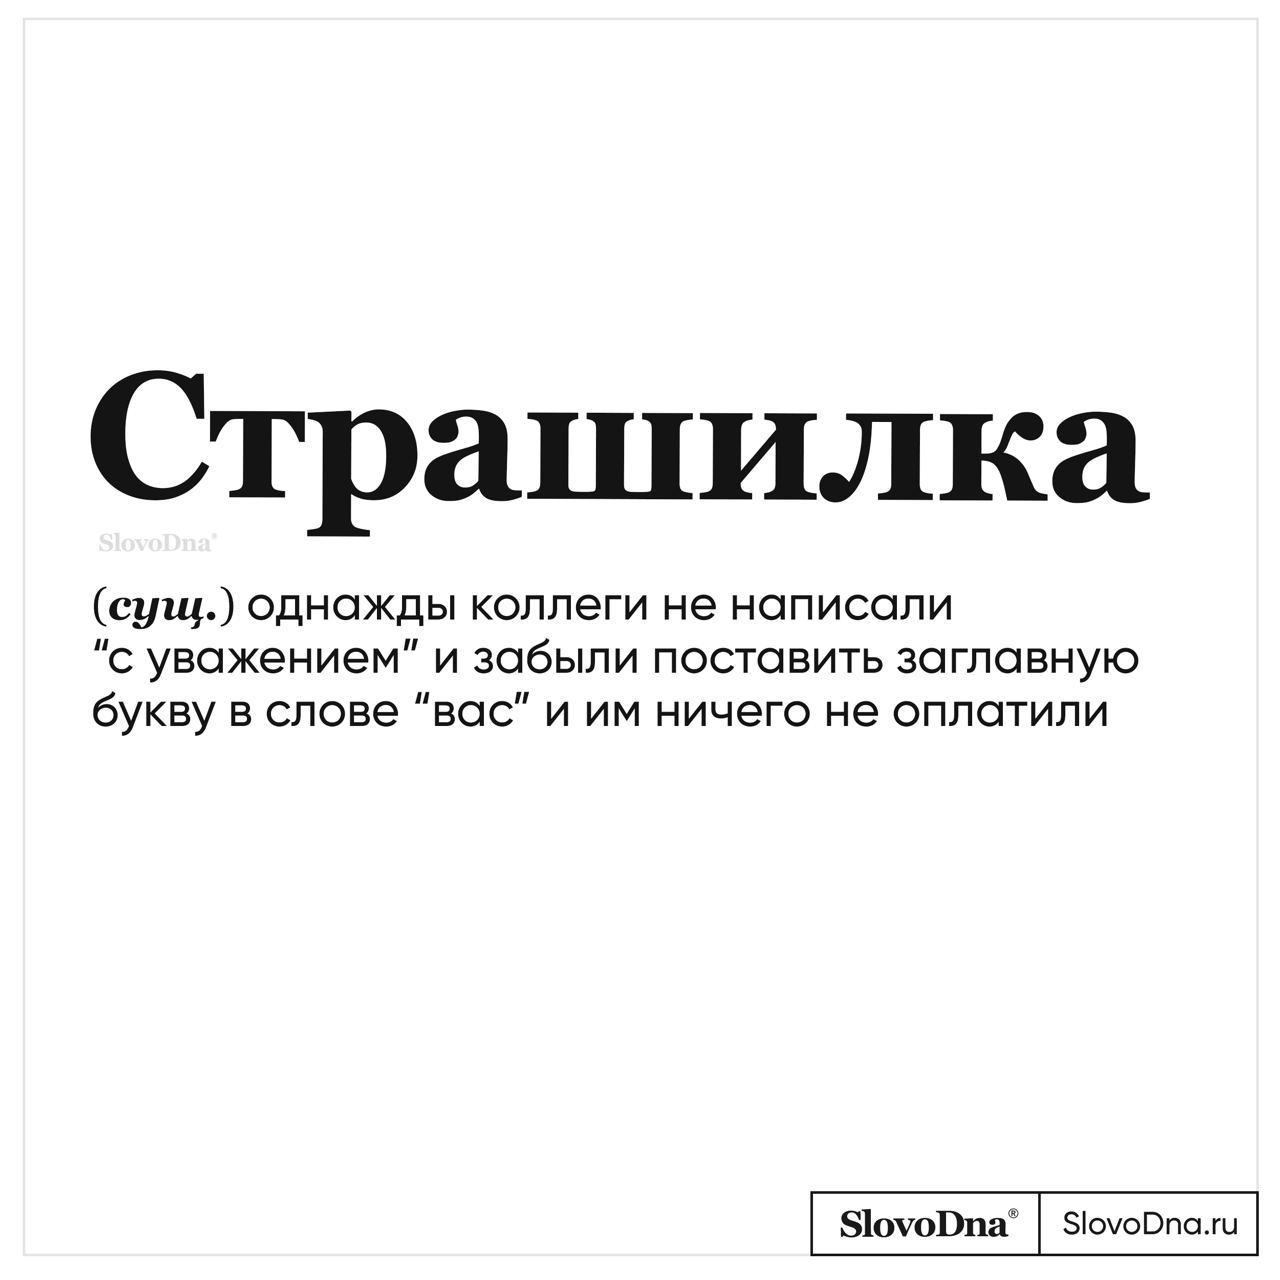 Страшилка
SlovoDna®
(сущ.) однажды коллеги не написали
“с уважением” и забыли поставить заглавную
букву в слове “вас” и им ничего не оплатили
SlovoDna® SlovoDna.ru